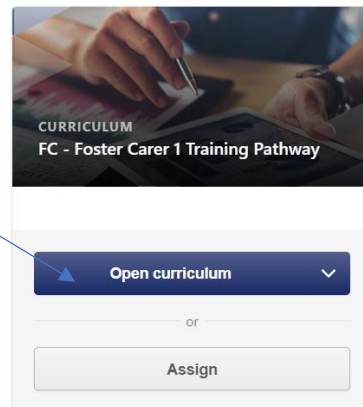 CURRICULUM
FC - Foster Carer 1 Training Pathway
Open curriculum
or
Assign